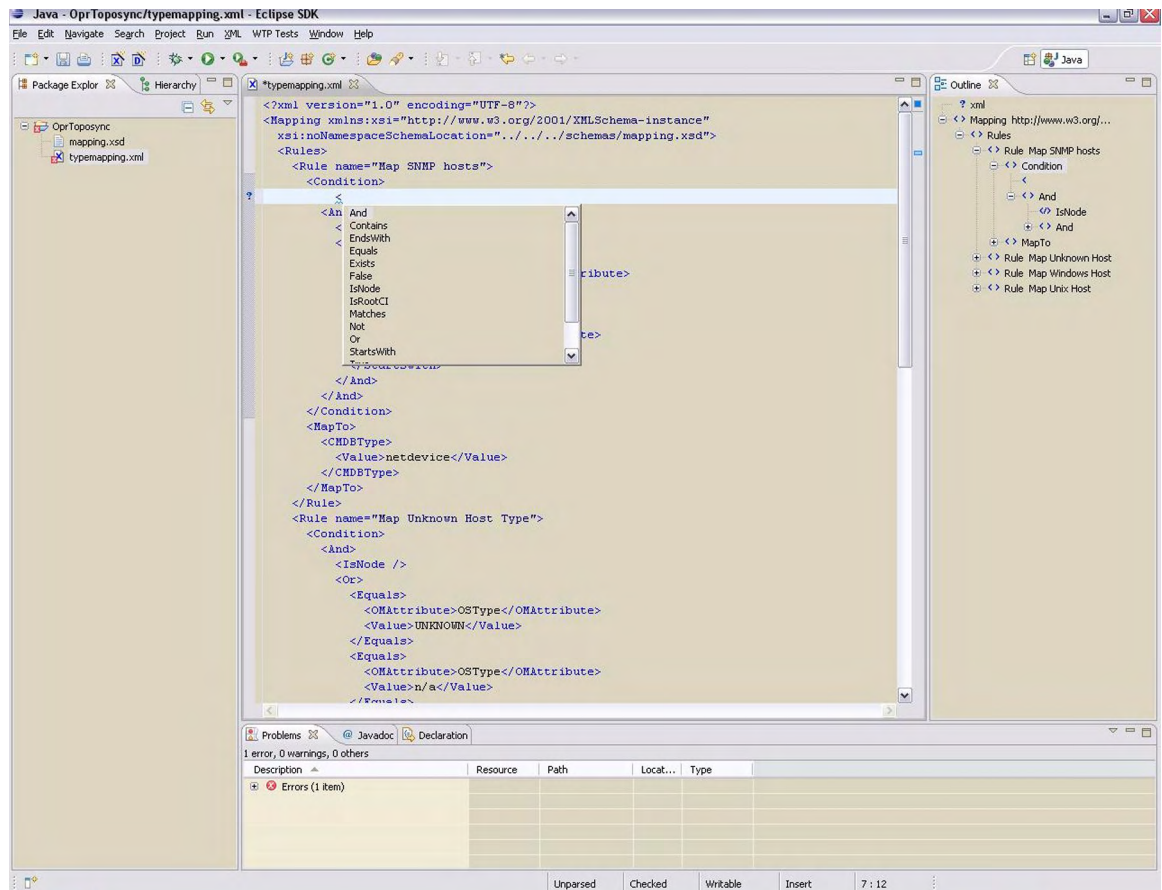 Java - OprToposync/typemapping.xml - Eclipse SDK
File Edit Navigate Search Project Run XML WTP Tests Window Help
Java
Package Explor Hierarchy
OprToposync
mapping.xsd
typemapping.xml
*typemapping.xml
<?xml version="1.0" encoding="UTF-8"?>
<Mapping xmlns:xsi="http://www.w3.org/2001/XMLSchema-instance"
xsi:noNamespaceSchemaLocation="../../../schemas/mapping.xsd">
<Rules>
<Rule name="Map SNMP hosts">
<Condition>
<
<An
<
<
And
Contains
EndsWith
Equals
Exists
False
IsNode
IsRootCI
Matches
Not
Or
StartsWith
ribute>
te>
</StartsWith>
</And>
</And>
</Condition>
<MapTo>
<CMDBType>
<Value>netdevice</Value>
</CMDBType>
</MapTo>
</Rule>
<Rule name="Map Unknown Host Type">
<Condition>
<And>
<IsNode />
<Or>
<Equals>
<OMAttribute>OSType</OMAttribute>
<Value>UNKNOWN</Value>
</Equals>
<Equals>
<OMAttribute>OSType</OMAttribute>
<Value>n/a</Value>
</Equals>
Outline
xml
Mapping http://www.w3.org/...
Rules
Rule Map SNMP hosts
Condition
<
And
IsNode
And
MapTo
Rule Map Unknown Host
Rule Map Windows Host
Rule Map Unix Host
Problems Javadoc Declaration
1 error, 0 warnings, 0 others
Description Resource Path Locat... Type
Errors (1 item)
Unparsed Checked Writable Insert 7 : 12